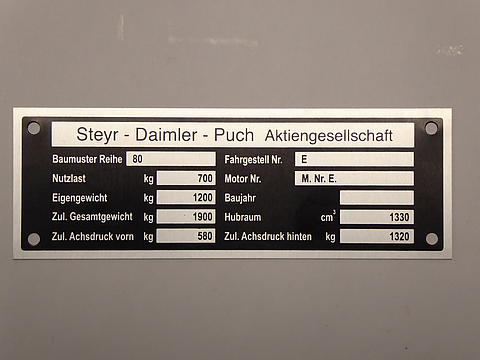 Steyr - Daimler - Puch Aktiengesellschaft
Baumuster Reihe 80 Fahrgestell Nr. E
Nutzlast kg 700 Motor Nr. M. Nr. E.
Eigengewicht kg 1200 Baujahr
Zul. Gesamtgewicht kg 1900 Hubraum cm³ 1330
Zul. Achsdruck vorn kg 580 Zul. Achsdruck hinten kg 1320